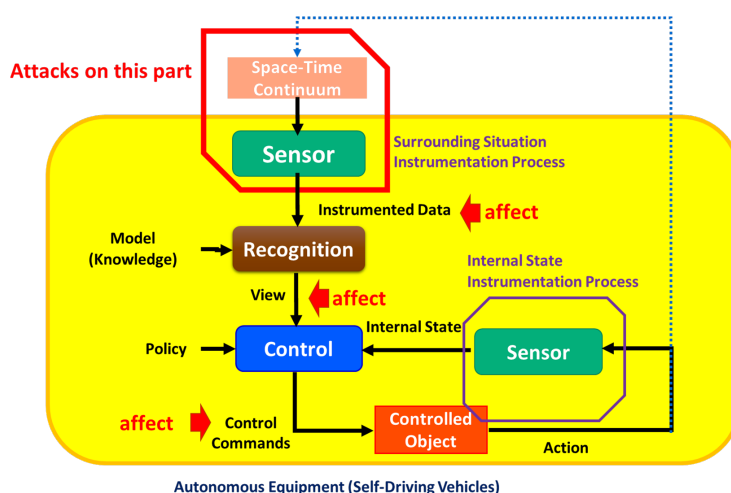 Attacks on this part
Space-Time
Continuum
Sensor
Surrounding Situation
Instrumentation Process
Instrumented Data
affect
Model
(Knowledge)
Recognition
Internal State
Instrumentation Process
View
affect
Internal State
Policy
Control
Sensor
affect
Control
Commands
Controlled
Object
Action
Autonomous Equipment (Self-Driving Vehicles)